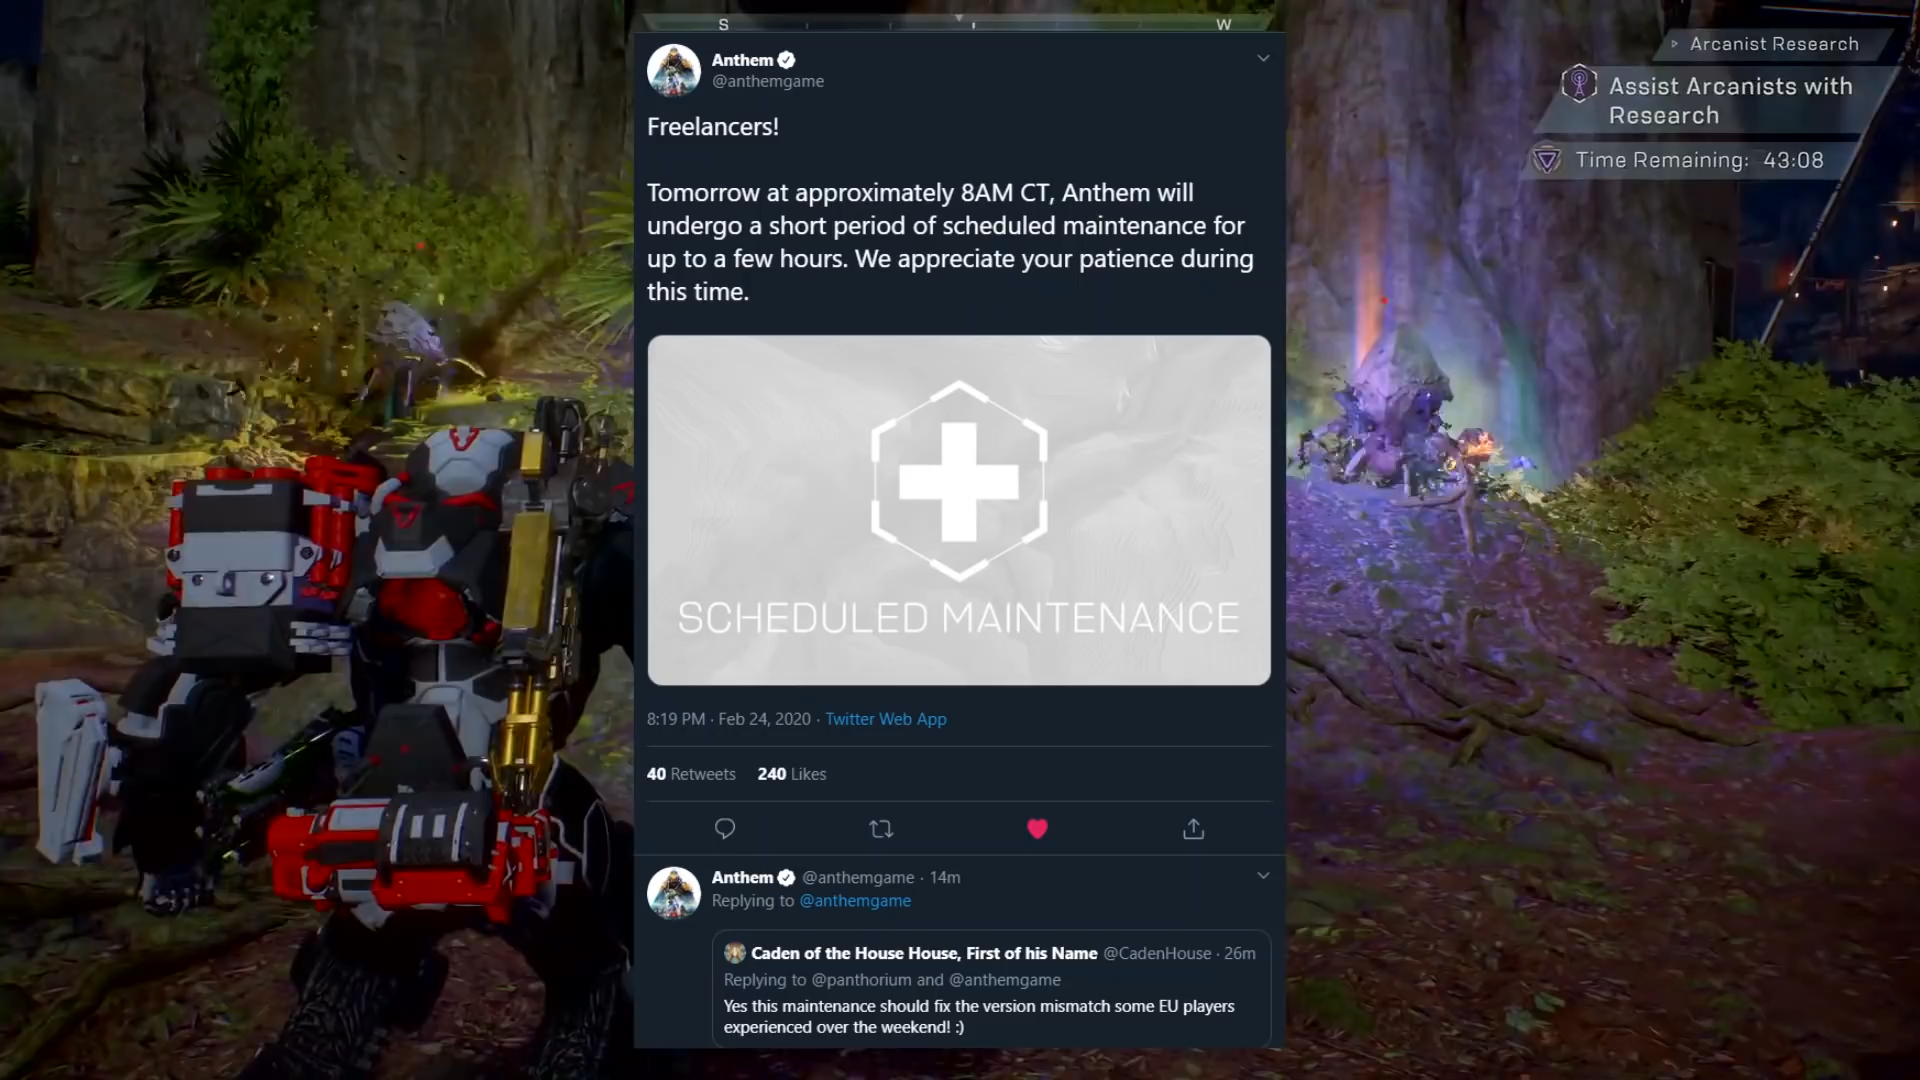 S W
Arcanist Research
Assist Arcanists with
Research
Time Remaining: 43:08
Anthem
@anthemgame
Freelancers!
Tomorrow at approximately 8AM CT, Anthem will
undergo a short period of scheduled maintenance for
up to a few hours. We appreciate your patience during
this time.
SCHEDULED MAINTENANCE
8:19 PM · Feb 24, 2020 · Twitter Web App
40 Retweets 240 Likes
Anthem @anthemgame · 14m
Replying to @anthemgame
Caden of the House House, First of his Name @CadenHouse · 26m
Replying to @panthorium and @anthemgame
Yes this maintenance should fix the version mismatch some EU players
experienced over the weekend! :)